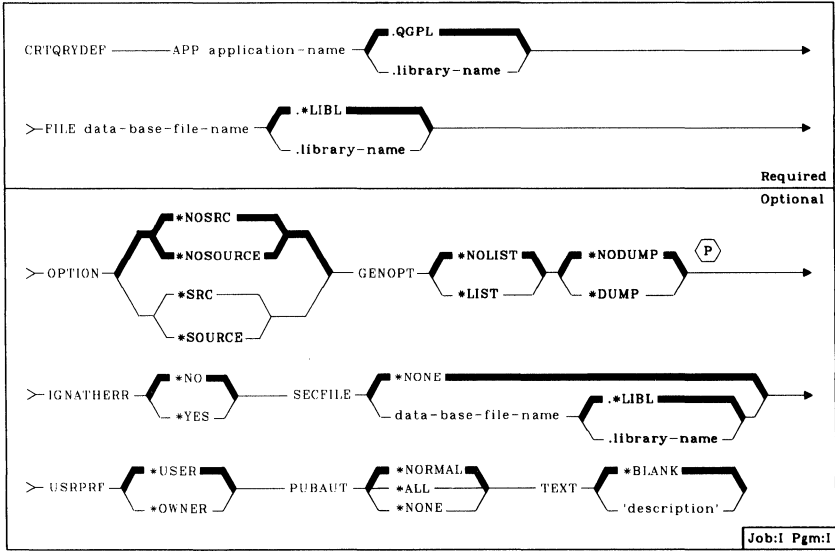 .QGPL
CRTQRYDEF APP application-name
.library-name
.*LIBL
FILE data-base-file-name
.library-name
Required
Optional
*NOSRC
*NOSOURCE *NOLIST *NODUMP P
OPTION GENOPT
*SRC *LIST *DUMP
*SOURCE
*NO *NONE
IGNATHERR SECFILE .*LIBL
*YES data-base-file-name
.library-name
*USER *NORMAL *BLANK
USRPRF PUBAUT *ALL TEXT
*OWNER *NONE 'description'
Job:I Pgm:I